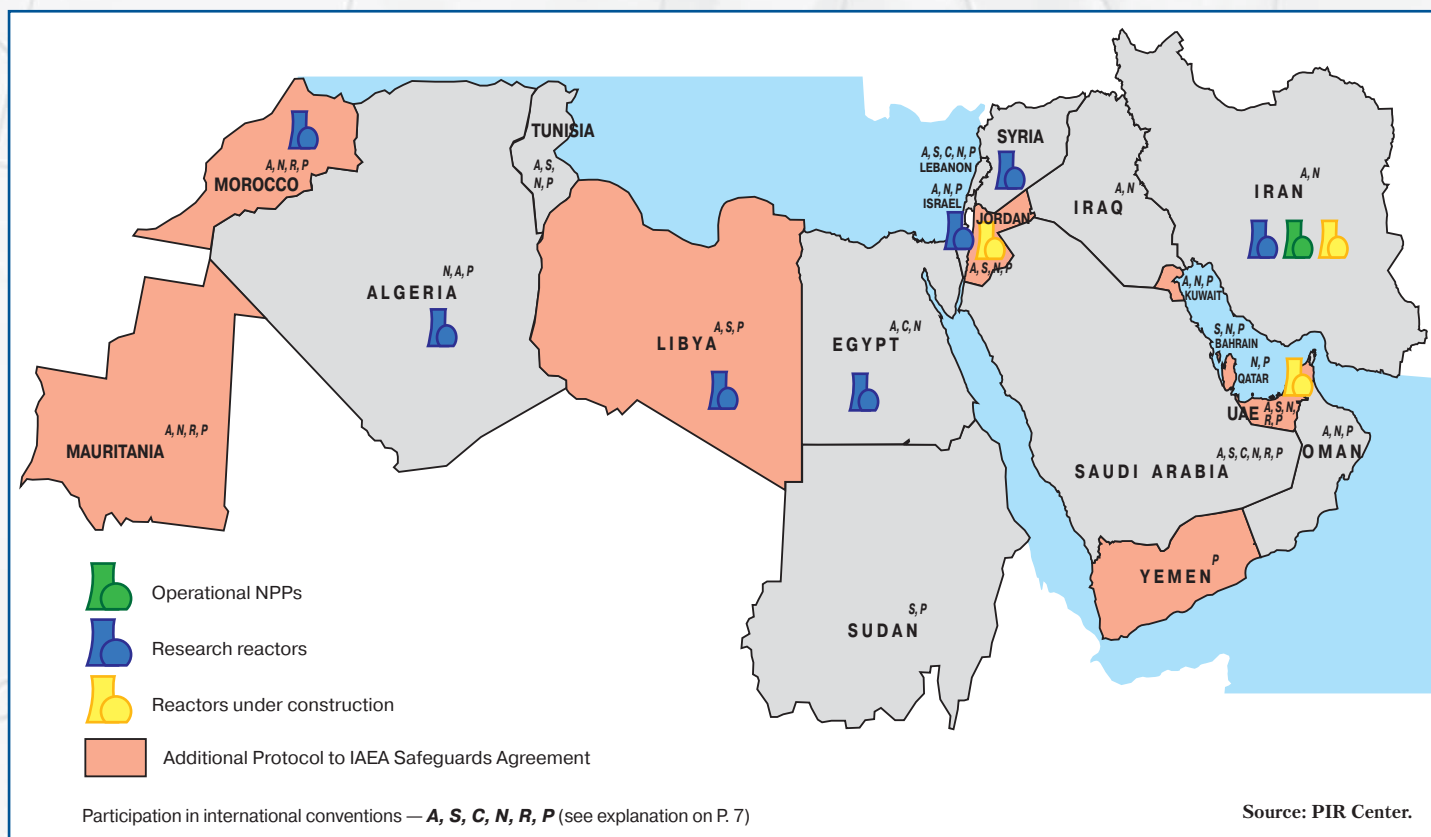 A, N, R, P
MOROCCO
TUNISIA
A, S,
N, P
A, S, C, N, P
LEBANON
A, N, P
ISRAEL
SYRIA
JORDAN
A, S, N, P
A, N
IRAQ
A, N
IRAN
N, A, P
ALGERIA
A, S, P
LIBYA
A, C, N
EGYPT
A, N, P
KUWAIT
S, N, P
BAHRAIN
N, P
QATAR
UAE
A, S, N,
R, P
A, N, P
OMAN
A, S, C, N, R, P
SAUDI ARABIA
A, N, R, P
MAURITANIA
P
YEMEN
S, P
SUDAN
Operational NPPs
Research reactors
Reactors under construction
Additional Protocol to IAEA Safeguards Agreement
Participation in international conventions — A, S, C, N, R, P (see explanation on P. 7)
Source: PIR Center.